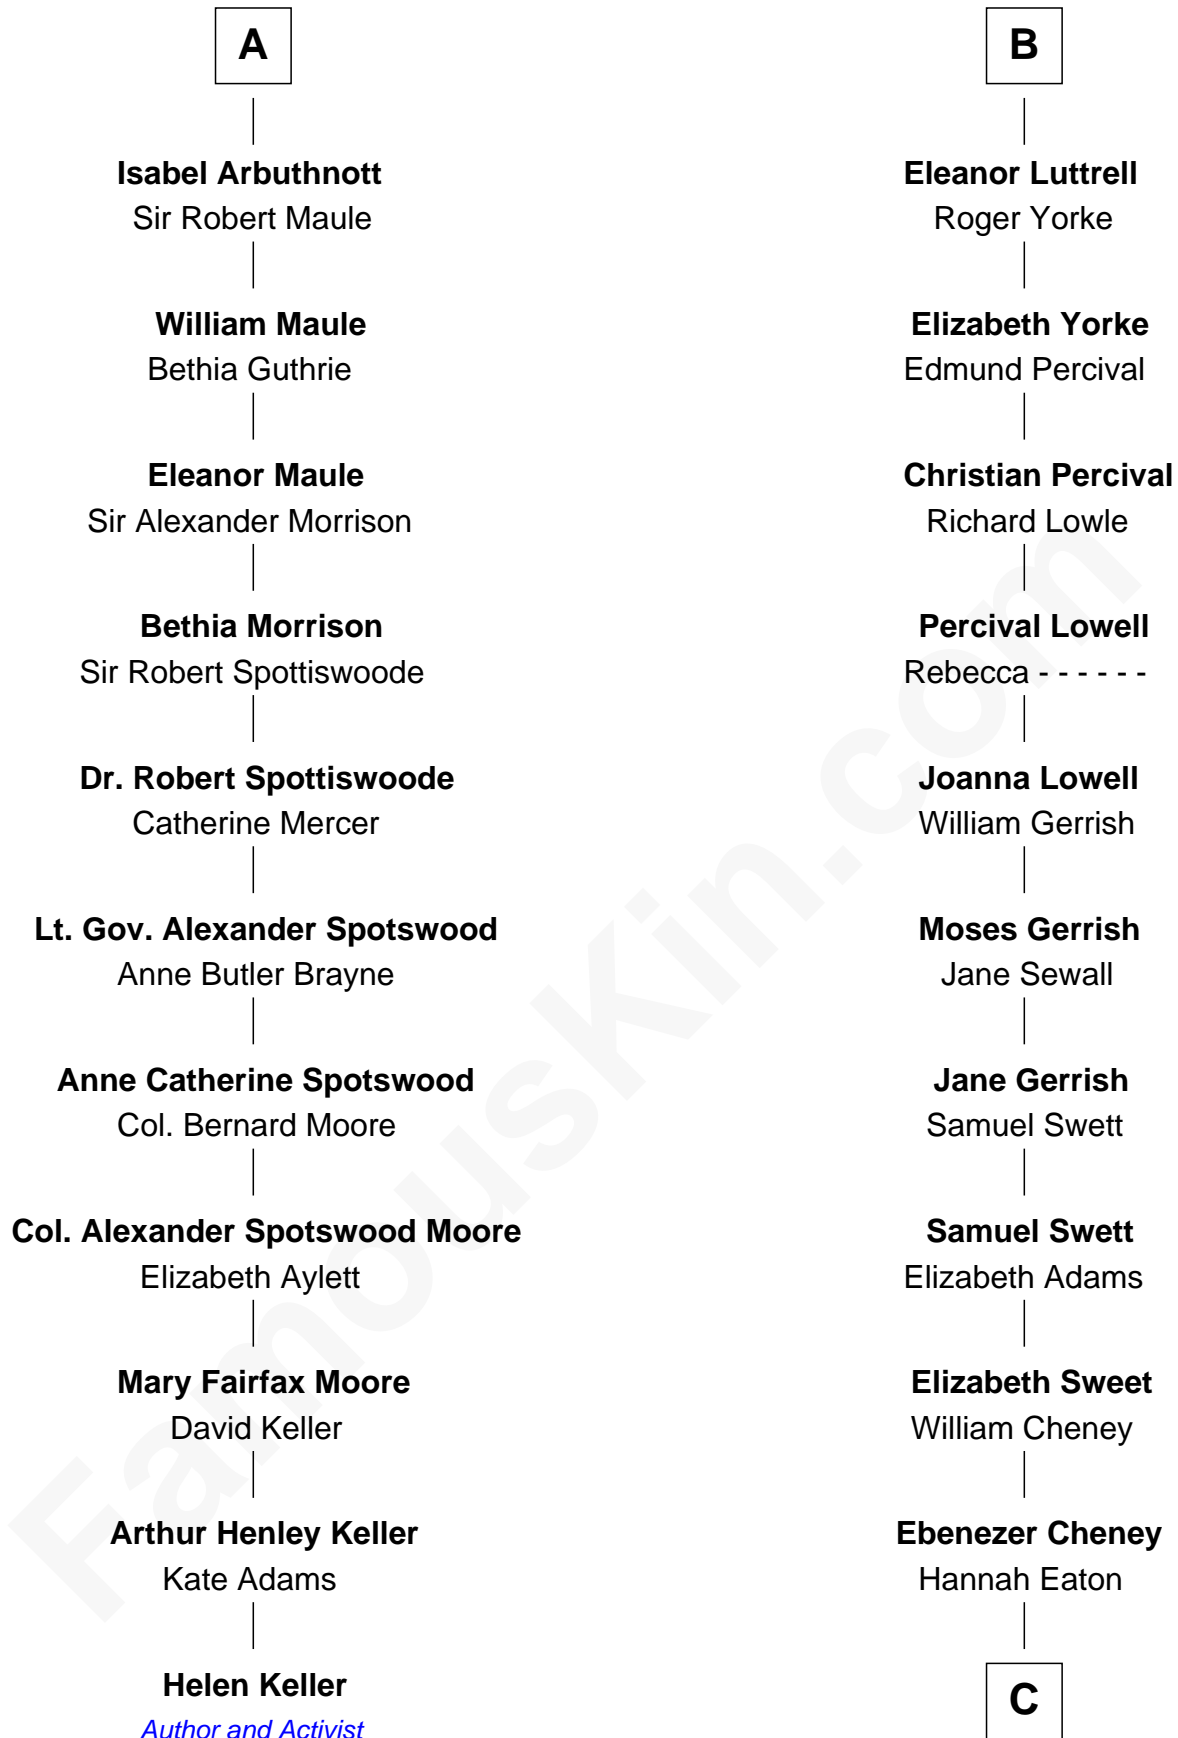 A
Isabel Arbuthnott
Sir Robert Maule
William Maule
Bethia Guthrie
Eleanor Maule
Sir Alexander Morrison
Bethia Morrison
Sir Robert Spottiswoode
Dr. Robert Spottiswoode
Catherine Mercer
Lt. Gov. Alexander Spotswood
Anne Butler Brayne
Anne Catherine Spotswood
Col. Bernard Moore
Col. Alexander Spotswood Moore
Elizabeth Aylett
Mary Fairfax Moore
David Keller
Arthur Henley Keller
Kate Adams
Helen Keller
Author and Activist
B
Eleanor Luttrell
Roger Yorke
Elizabeth Yorke
Edmund Percival
Christian Percival
Richard Lowle
Percival Lowell
Rebecca - - - - - -
Joanna Lowell
William Gerrish
Moses Gerrish
Jane Sewall
Jane Gerrish
Samuel Swett
Samuel Swett
Elizabeth Adams
Elizabeth Sweet
William Cheney
Ebenezer Cheney
Hannah Eaton
C
FamousKin.com